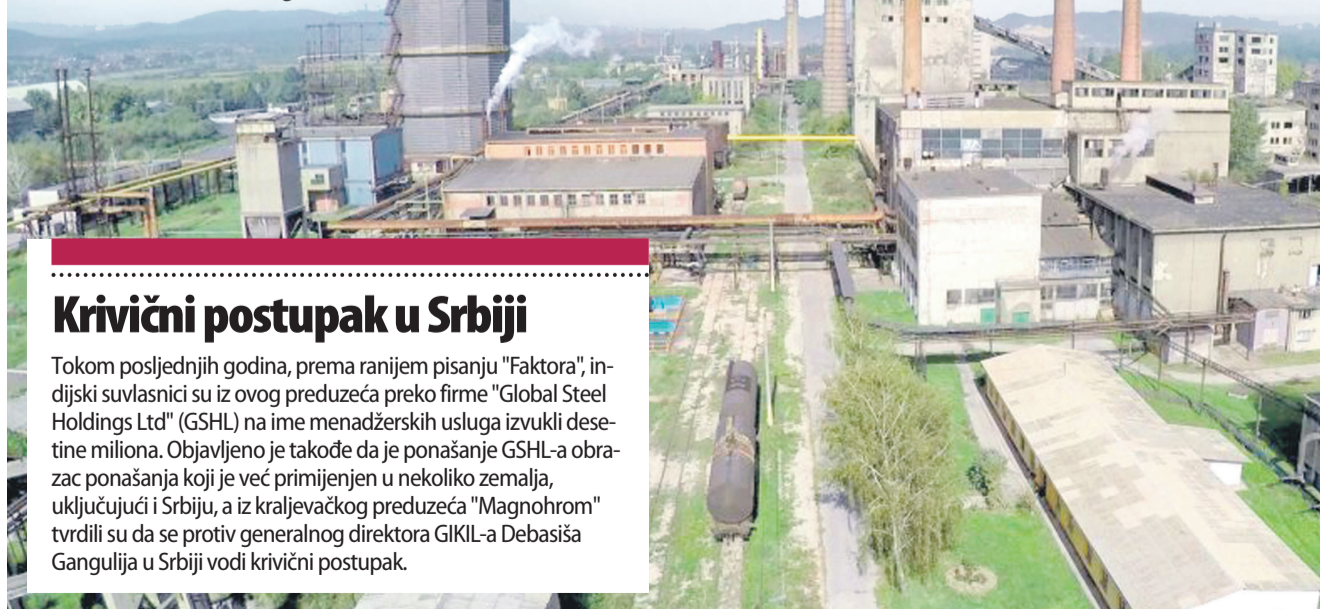 Krivični postupak u Srbiji
Tokom posljednjih godina, prema ranijem pisanju "Faktora", in-
dijski suvlasnici su iz ovog preduzeća preko firme "Global Steel
Holdings Ltd" (GSHL) na ime menadžerskih usluga izvukli dese-
tine miliona. Objavljeno je takođe da je ponašanje GSHL-a obra-
zac ponašanja koji je već primijenjen u nekoliko zemalja,
uključujući i Srbiju, a iz kraljevačkog preduzeća "Magnohrom"
tvrdili su da se protiv generalnog direktora GIKIL-a Debasiša
Gangulija u Srbiji vodi krivični postupak.